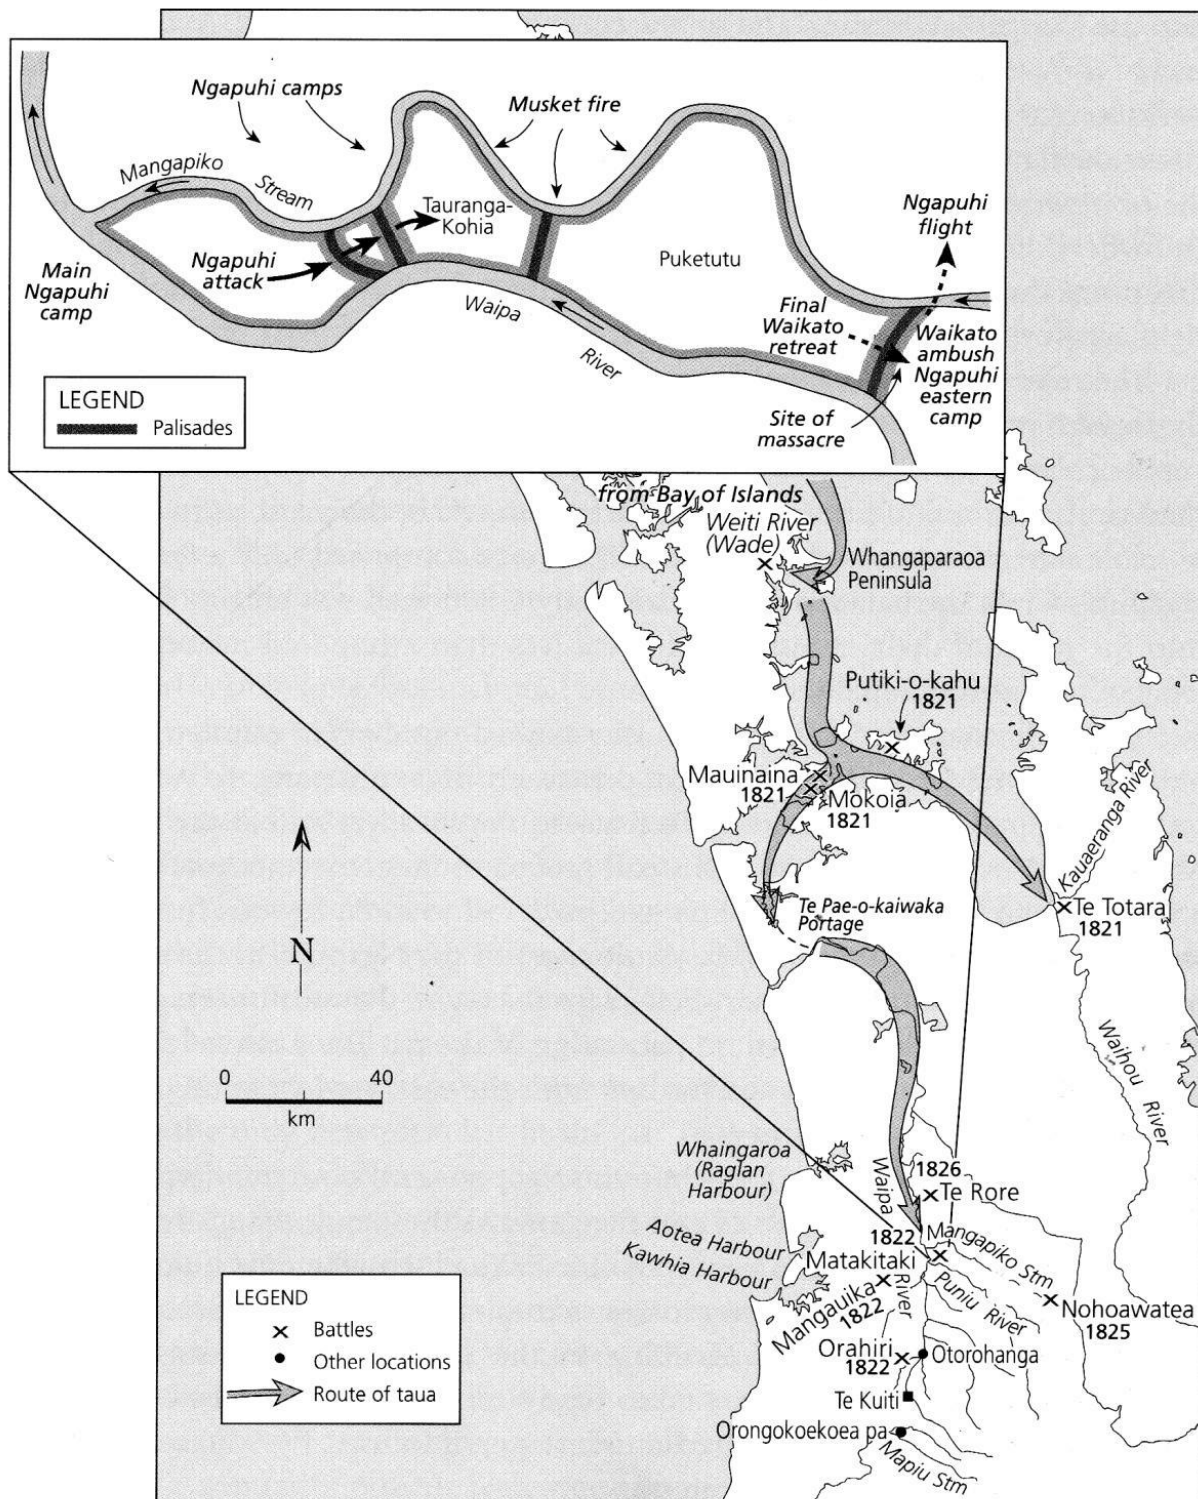 Ngapuhi camps
Musket fire
Mangapiko
Stream
Tauranga-
Kohia
Ngapuhi
flight
Puketutu
Ngapuhi
attack
Main
Ngapuhi
camp
Waipa
River
Final
Waikato
retreat
Waikato
ambush
Ngapuhi
eastern
camp
Site of
massacre
LEGEND
Palisades
from Bay of Islands
Weiti River
(Wade)
Whangaparaoa
Peninsula
Putiki-o-kahu
1821
Mauinaina
1821
Mokoia
1821
Kauaeranga River
Te Totara
1821
Te Pae-o-kaiwaka
Portage
N
0 40
km
Waihou River
Whaingaroa
(Raglan
Harbour)
Waipa
River
1826
Te Rore
Aotea Harbour
Kawhia Harbour
1822
Matakitaki
Mangapiko Stm
Mangauika
1822
Puniu River
Nohoawatea
1825
Orahiri
1822
Otorohanga
Te Kuiti
Orongokoekoea pa
Mapiu Stm
LEGEND
Battles
Other locations
Route of taua